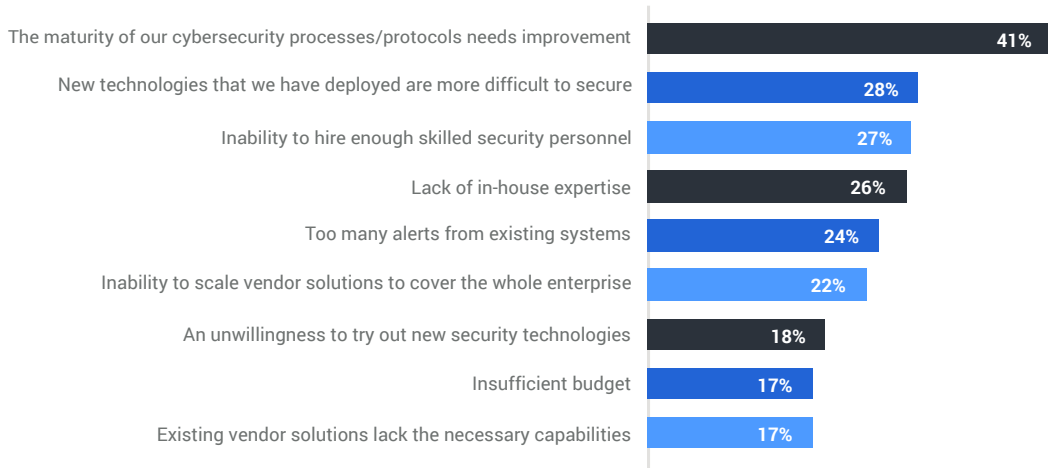 The maturity of our cybersecurity processes/protocols needs improvement 41%
New technologies that we have deployed are more difficult to secure 28%
Inability to hire enough skilled security personnel 27%
Lack of in-house expertise 26%
Too many alerts from existing systems 24%
Inability to scale vendor solutions to cover the whole enterprise 22%
An unwillingness to try out new security technologies 18%
Insufficient budget 17%
Existing vendor solutions lack the necessary capabilities 17%